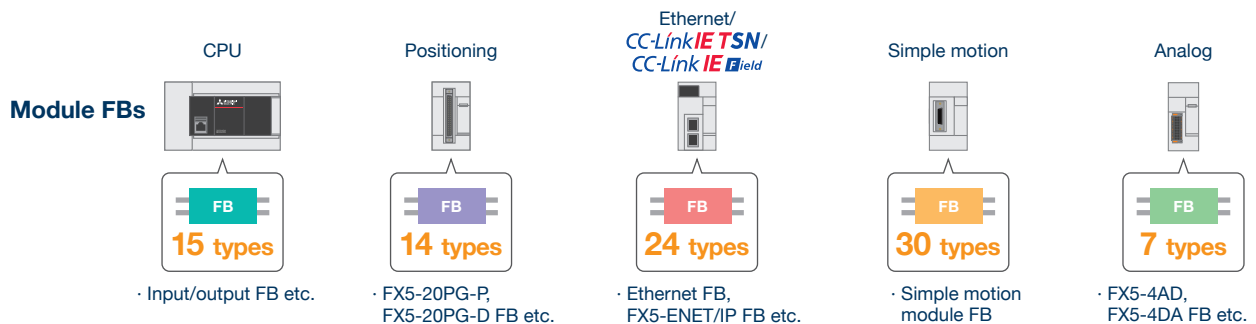 Module FBs
CPU
Positioning
Ethernet/
CC-Link IE TSN/
CC-Link IE Field
Simple motion
Analog
FB
15 types
FB
14 types
FB
24 types
FB
30 types
FB
7 types
· Input/output FB etc.
· FX5-20PG-P,
FX5-20PG-D FB etc.
· Ethernet FB,
FX5-ENET/IP FB etc.
· Simple motion
module FB
· FX5-4AD,
FX5-4DA FB etc.